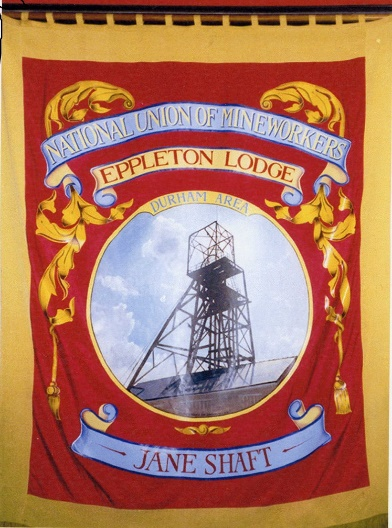 NATIONAL UNION OF MINEWORKERS
EPPLETON LODGE
DURHAM AREA
JANE SHAFT